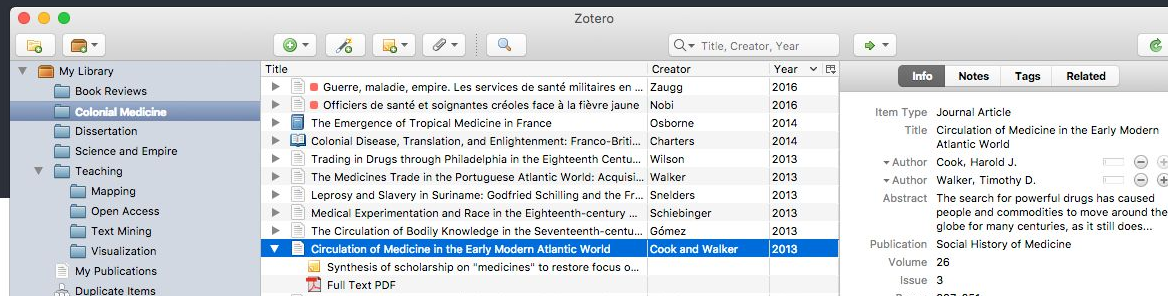 Zotero
Title, Creator, Year
My Library
Book Reviews
Colonial Medicine
Dissertation
Science and Empire
Teaching
Mapping
Open Access
Text Mining
Visualization
My Publications
Duplicate Items
Title Creator Year
Guerre, maladie, empire. Les services de santé militaires en ... Zaugg 2016
Officiers de santé et soignantes créoles face à la fièvre jaune Nobi 2016
The Emergence of Tropical Medicine in France Osborne 2014
Colonial Disease, Translation, and Enlightenment: Franco-Briti... Charters 2014
Trading in Drugs through Philadelphia in the Eighteenth Centu... Wilson 2013
The Medicines Trade in the Portuguese Atlantic World: Acquisi... Walker 2013
Leprosy and Slavery in Suriname: Godfried Schilling and the Fr... Snelders 2013
Medical Experimentation and Race in the Eighteenth-century ... Schiebinger 2013
The Circulation of Bodily Knowledge in the Seventeenth-centu... Gómez 2013
Circulation of Medicine in the Early Modern Atlantic World Cook and Walker 2013
Synthesis of scholarship on "medicines" to restore focus o...
Full Text PDF
Info Notes Tags Related
Item Type Journal Article
Title Circulation of Medicine in the Early Modern
Atlantic World
Author Cook, Harold J.
Author Walker, Timothy D.
Abstract The search for powerful drugs has caused
people and commodities to move around the
globe for many centuries, as it still does...
Publication Social History of Medicine
Volume 26
Issue 3